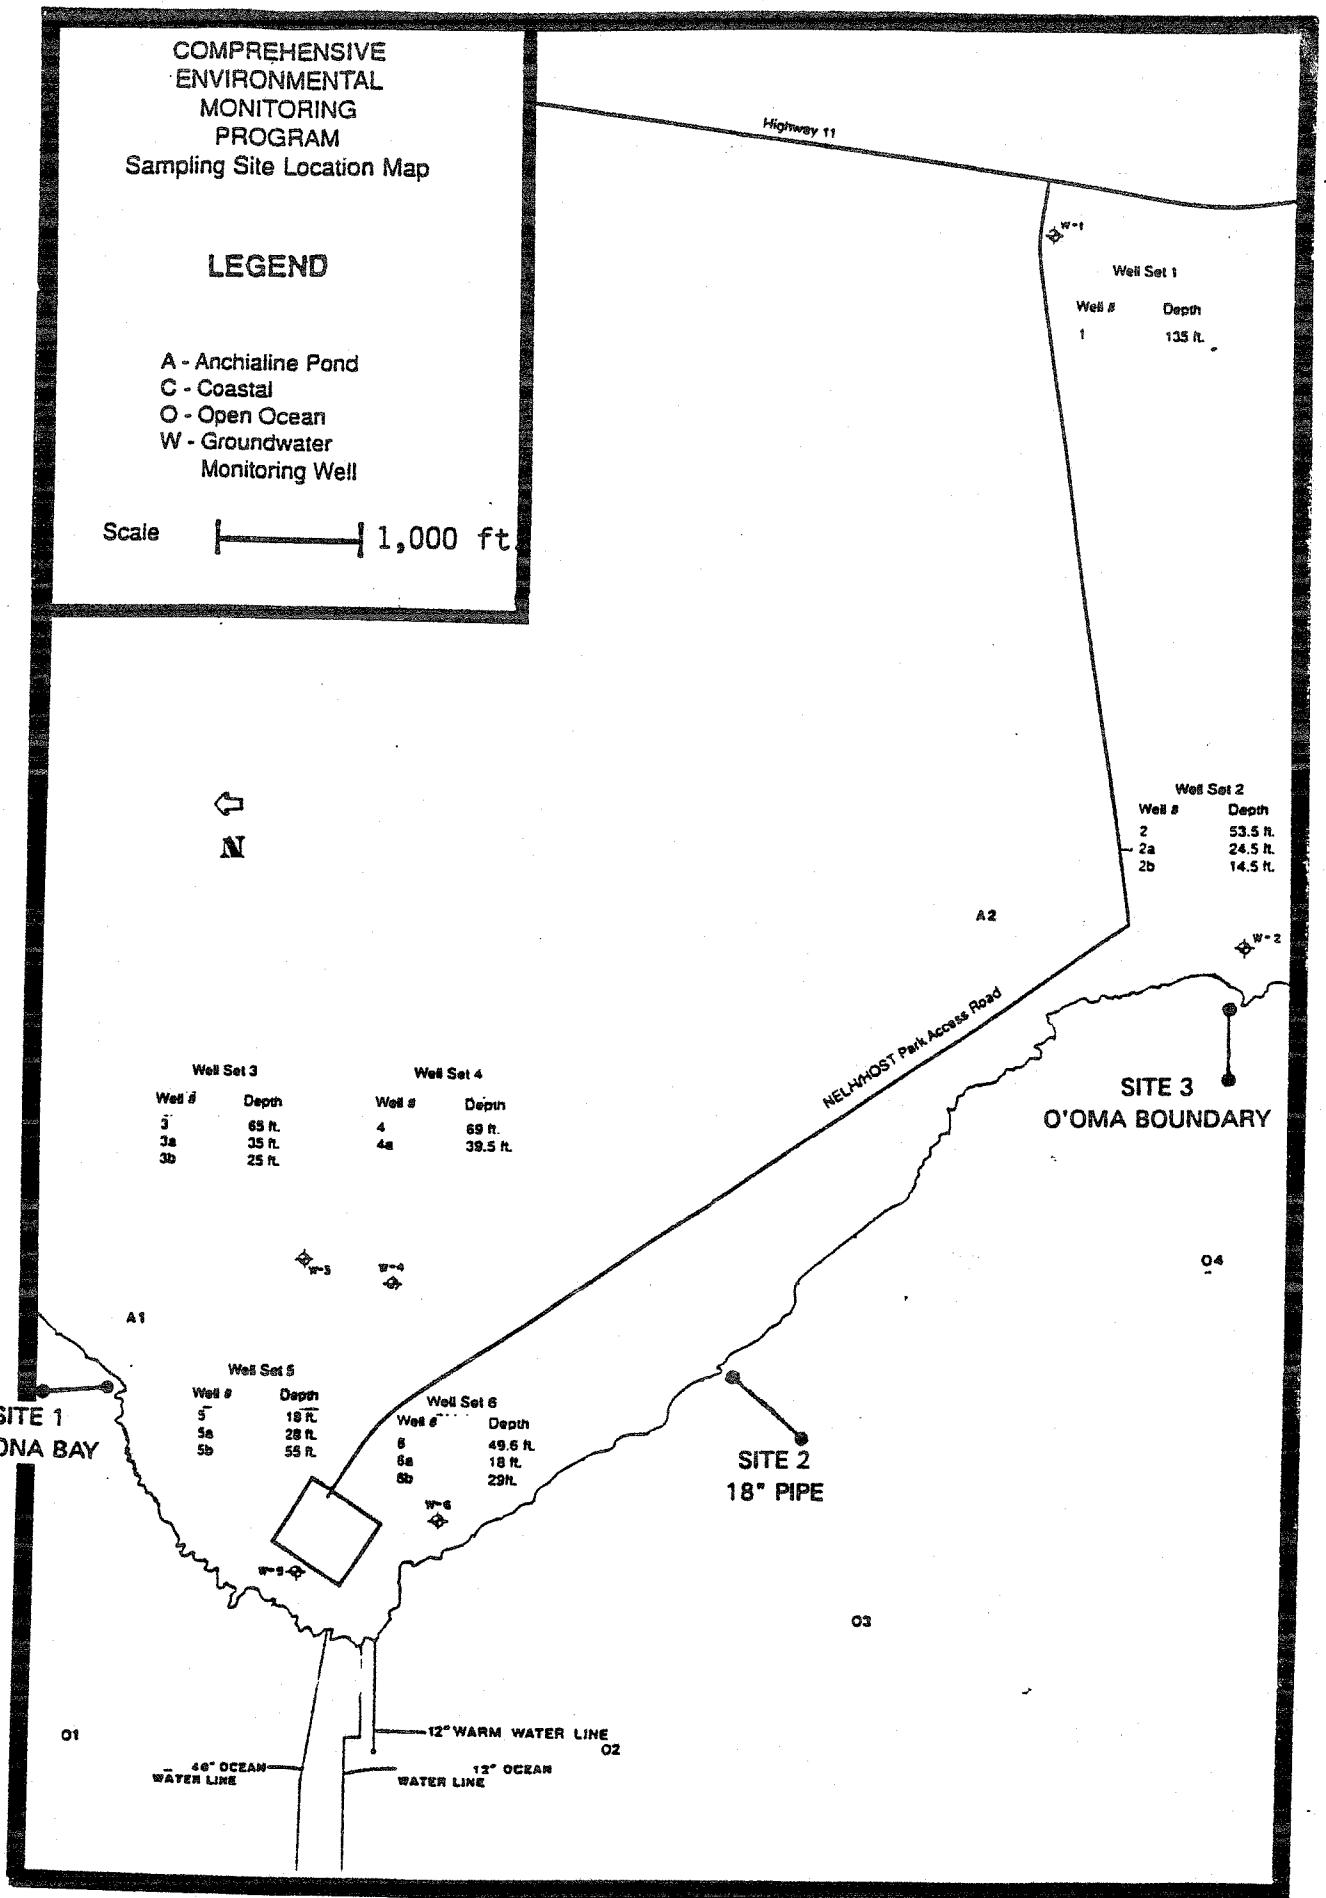 COMPREHENSIVE
ENVIRONMENTAL
MONITORING
PROGRAM
Sampling Site Location Map
LEGEND
A - Anchialine Pond
C - Coastal
O - Open Ocean
W - Groundwater
Monitoring Well
Scale 1,000 ft.
Highway 11
W-1
Well Set 1
Well # Depth
1 135 ft.
N
Well Set 2
Well # Depth
2 53.5 ft.
2a 24.5 ft.
2b 14.5 ft.
A2
W-2
NELH/HOST Park Access Road
SITE 3
O'OMA BOUNDARY
Well Set 3
Well # Depth
3 65 ft.
3a 35 ft.
3b 25 ft.
Well Set 4
Well # Depth
4 69 ft.
4a 39.5 ft.
W-3
W-4
O4
A1
Well Set 5
Well # Depth
5 18 ft.
5a 28 ft.
5b 55 ft.
Well Set 6
Well # Depth
6 49.6 ft.
6a 18 ft.
6b 29ft.
SITE 1
ONA BAY
SITE 2
18" PIPE
W-6
W-5
O3
O1
12" WARM WATER LINE
O2
OCEAN
WATER LINE
12" OCEAN
WATER LINE